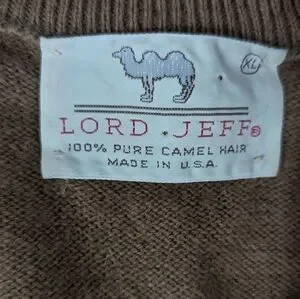 XL
LORD JEFF®
100% PURE CAMEL HAIR
MADE IN U.S.A.